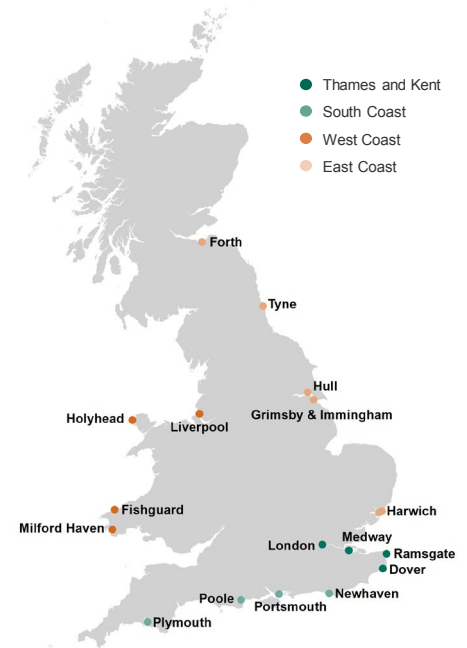 Thames and Kent
South Coast
West Coast
East Coast
Forth
Tyne
Hull
Grimsby & Immingham
Holyhead
Liverpool
Fishguard
Harwich
Milford Haven
Medway
London
Ramsgate
Dover
Newhaven
Poole
Portsmouth
Plymouth